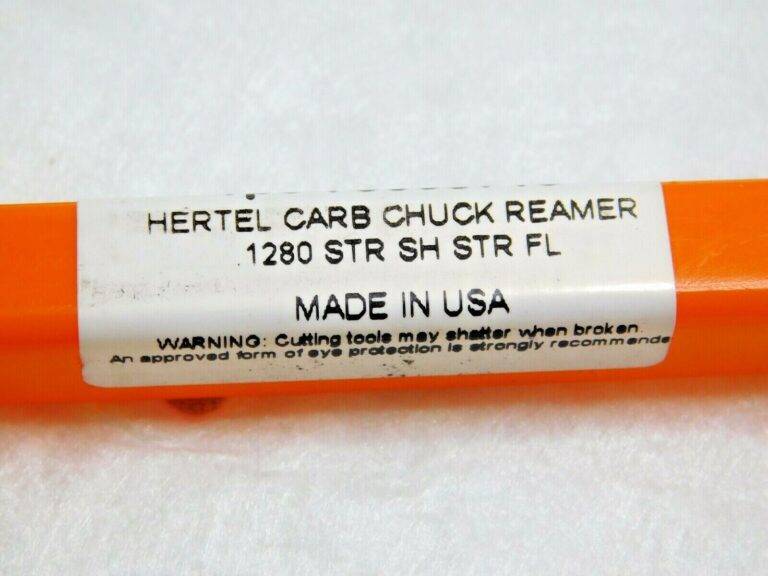 HERTEL CARB CHUCK REAMER
.1280 STR SH STR FL
MADE IN USA
WARNING: Cutting tools may shatter when broken.
An approved form of eye protection is strongly recommende